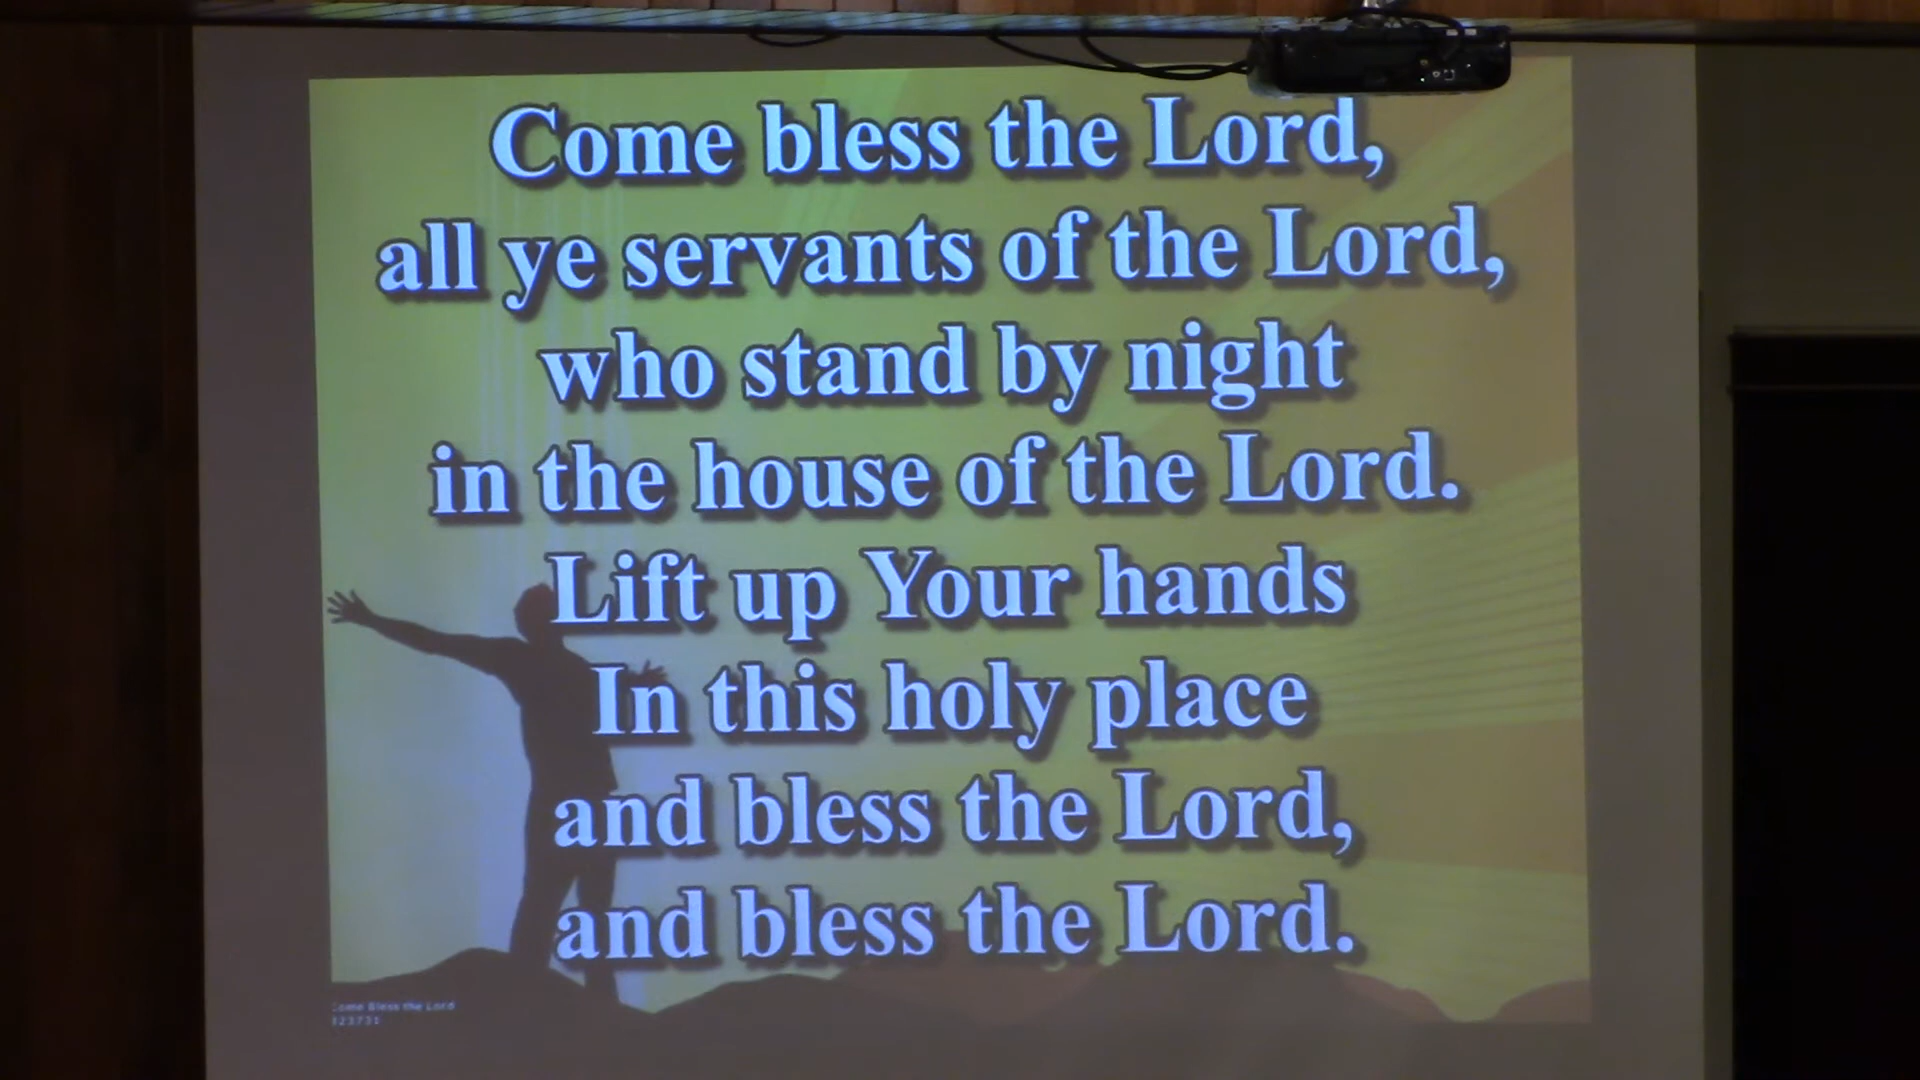 Come bless the Lord,
all ye servants of the Lord,
who stand by night
in the house of the Lord.
Lift up Your hands
In this holy place
and bless the Lord,
and bless the Lord.
Come Bless the Lord